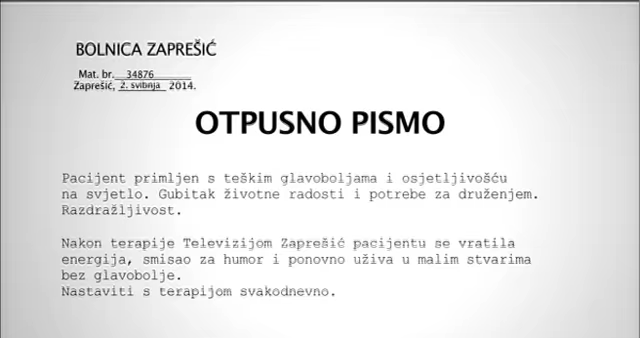 BOLNICA ZAPREŠIĆ
Mat. br. 34876
Zaprešić, 2. svibnja 2014.
OTPUSNO PISMO
Pacijent primljen s teškim glavoboljama i osjetljivošću
na svjetlo. Gubitak životne radosti i potrebe za druženjem.
Razdražljivost.
Nakon terapije Televizijom Zaprešić pacijentu se vratila
energija, smisao za humor i ponovno uživa u malim stvarima
bez glavobolje.
Nastaviti s terapijom svakodnevno.